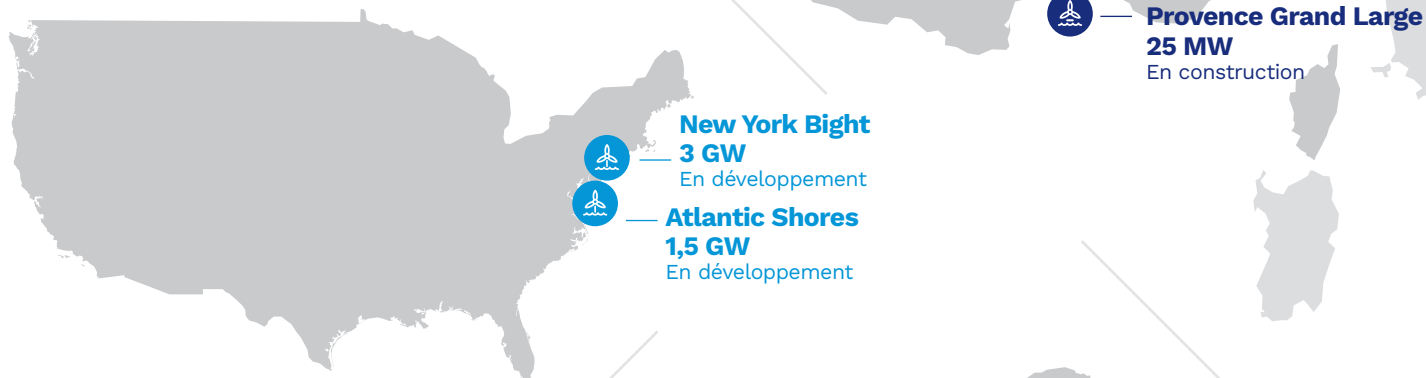 Provence Grand Large
25 MW
En construction
New York Bight
3 GW
En développement
Atlantic Shores
1,5 GW
En développement